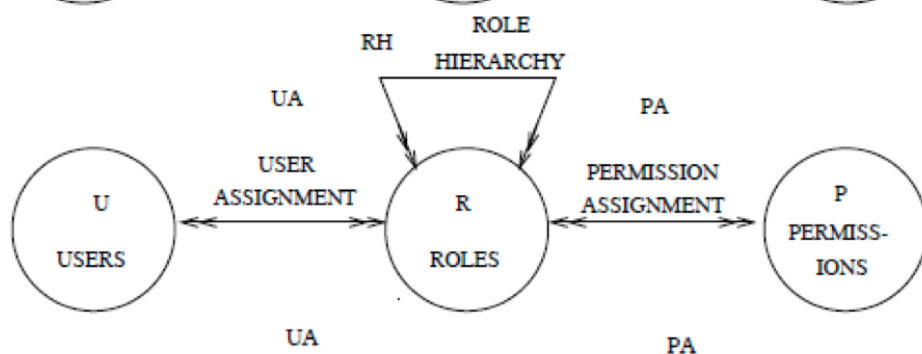 ROLE
RH
HIERARCHY
UA
PA
USER
ASSIGNMENT
PERMISSION
ASSIGNMENT
U
USERS
R
ROLES
P
PERMISS-
IONS
UA
PA